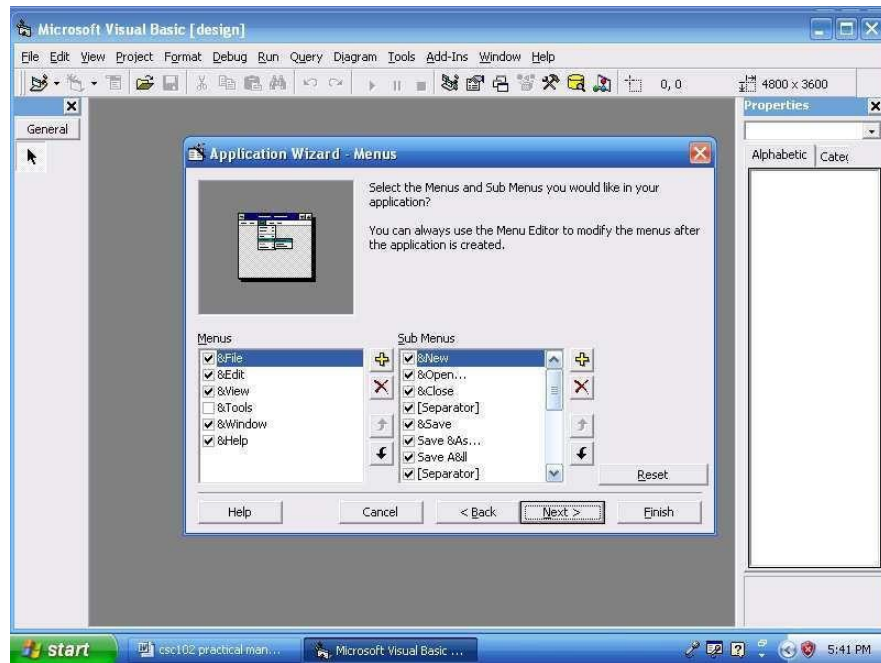 Microsoft Visual Basic [design]
File Edit View Project Format Debug Run Query Diagram Tools Add-Ins Window Help
0, 0 4800 x 3600
General
Properties
Alphabetic
Application Wizard - Menus
Select the Menus and Sub Menus you would like in your
application?
You can always use the Menu Editor to modify the menus after
the application is created.
Menus
&File
&Edit
&View
&Tools
&Window
&Help
Sub Menus
&New
&Open...
&Close
[Separator]
&Save
Save &As...
Save A&ll
[Separator]
Reset
Help Cancel < Back Next > Finish
start csc102 practical man... Microsoft Visual Basic ... 5:41 PM